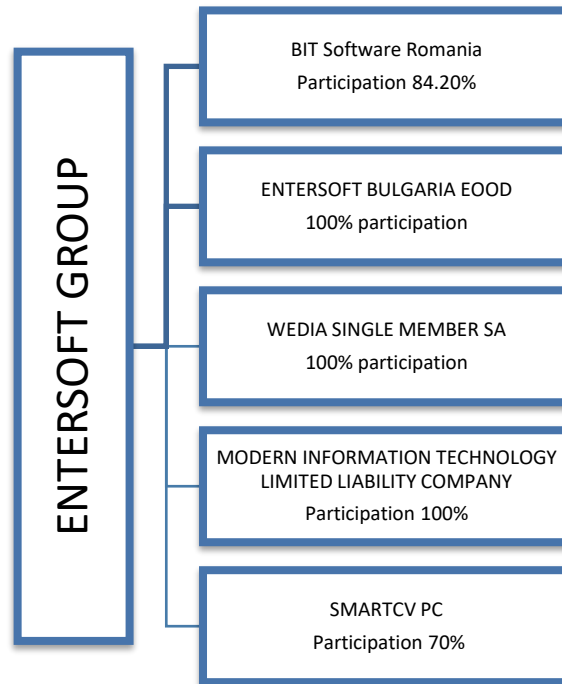 ENTERSOFT GROUP
BIT Software Romania
Participation 84.20%
ENTERSOFT BULGARIA EOOD
100% participation
WEDIA SINGLE MEMBER SA
100% participation
MODERN INFORMATION TECHNOLOGY
LIMITED LIABILITY COMPANY
Participation 100%
SMARTCV PC
Participation 70%